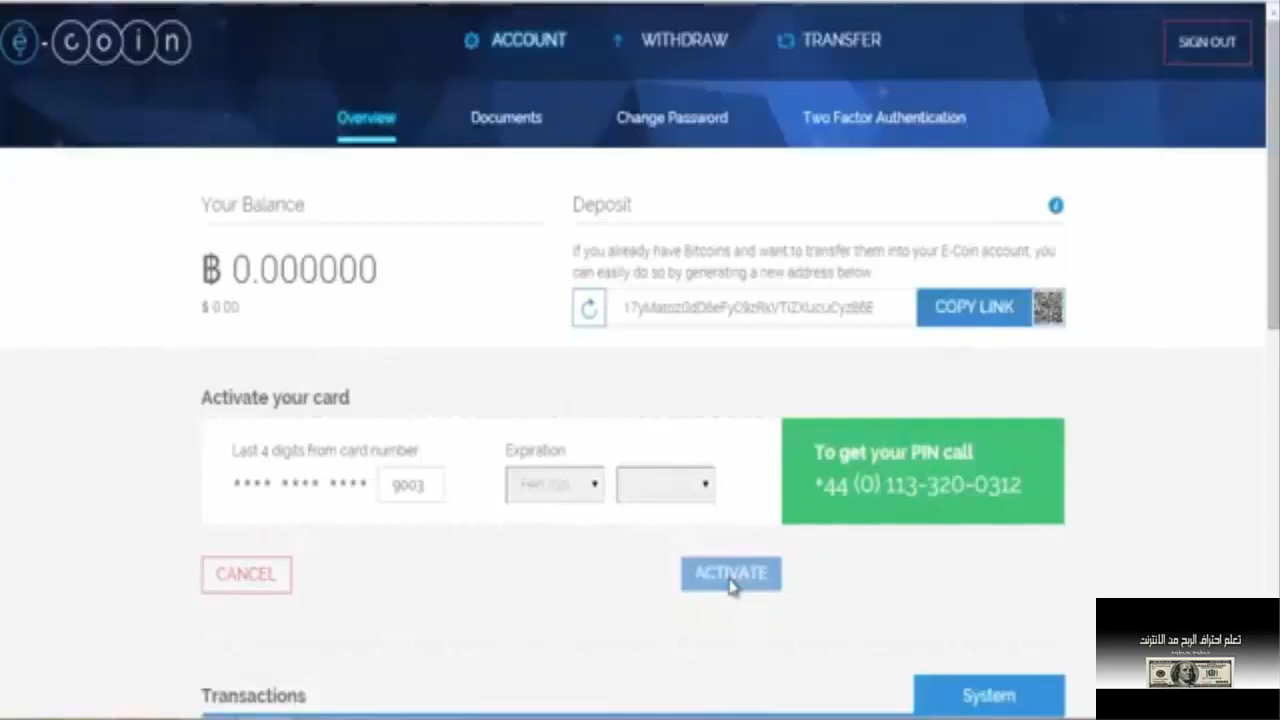 é-coin
ACCOUNT
WITHDRAW
TRANSFER
SIGN OUT
Overview
Documents
Change Password
Two Factor Authentication
Your Balance
Deposit
฿ 0.000000
$ 0.00
If you already have Bitcoins and want to transfer them into your E-Coin account, you
can easily do so by generating a new address below
COPY LINK
Activate your card
Last 4 digits from card number
Expiration
**** **** **** 9003
To get your PIN call
+44 (0) 113-320-0312
CANCEL
ACTIVATE
Transactions
System
تعلم احتراف الربح مد الانترنت